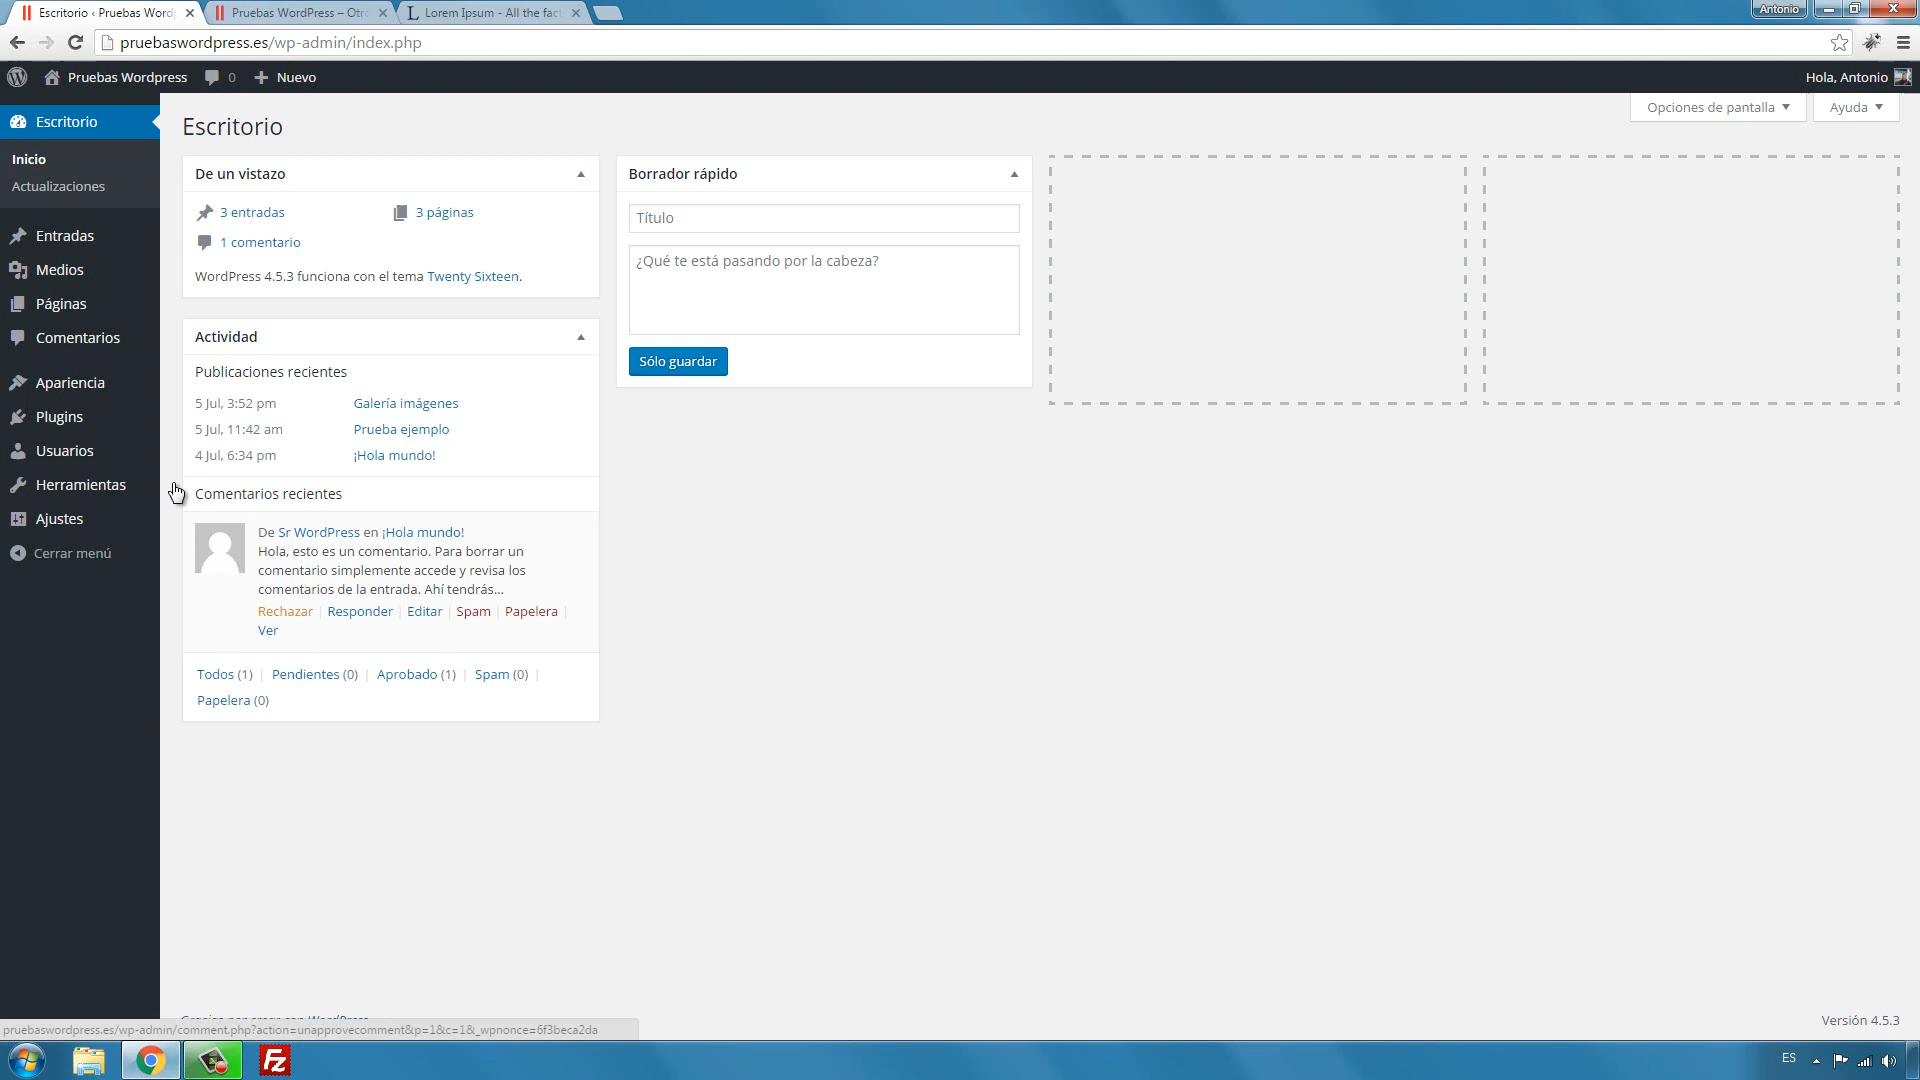 Escritorio ‹ Pruebas Word
Pruebas WordPress – Otro
Lorem Ipsum - All the fac
Antonio
pruebaswordpress.es/wp-admin/index.php
Pruebas Wordpress
0
Nuevo
Hola, Antonio
Escritorio
Inicio
Actualizaciones
Entradas
Medios
Páginas
Comentarios
Apariencia
Plugins
Usuarios
Herramientas
Ajustes
Cerrar menú
Opciones de pantalla
Ayuda
Escritorio
De un vistazo
3 entradas
3 páginas
1 comentario
WordPress 4.5.3 funciona con el tema Twenty Sixteen.
Actividad
Publicaciones recientes
5 Jul, 3:52 pm Galería imágenes
5 Jul, 11:42 am Prueba ejemplo
4 Jul, 6:34 pm ¡Hola mundo!
Comentarios recientes
De Sr WordPress en ¡Hola mundo!
Hola, esto es un comentario. Para borrar un
comentario simplemente accede y revisa los
comentarios de la entrada. Ahí tendrás...
Rechazar | Responder | Editar | Spam | Papelera |
Ver
Todos (1) | Pendientes (0) | Aprobado (1) | Spam (0) |
Papelera (0)
Borrador rápido
Título
¿Qué te está pasando por la cabeza?
Sólo guardar
Versión 4.5.3
pruebaswordpress.es/wp-admin/comment.php?action=unapprovecomment&p=1&c=1&_wpnonce=6f3beca2da
Fz
ES